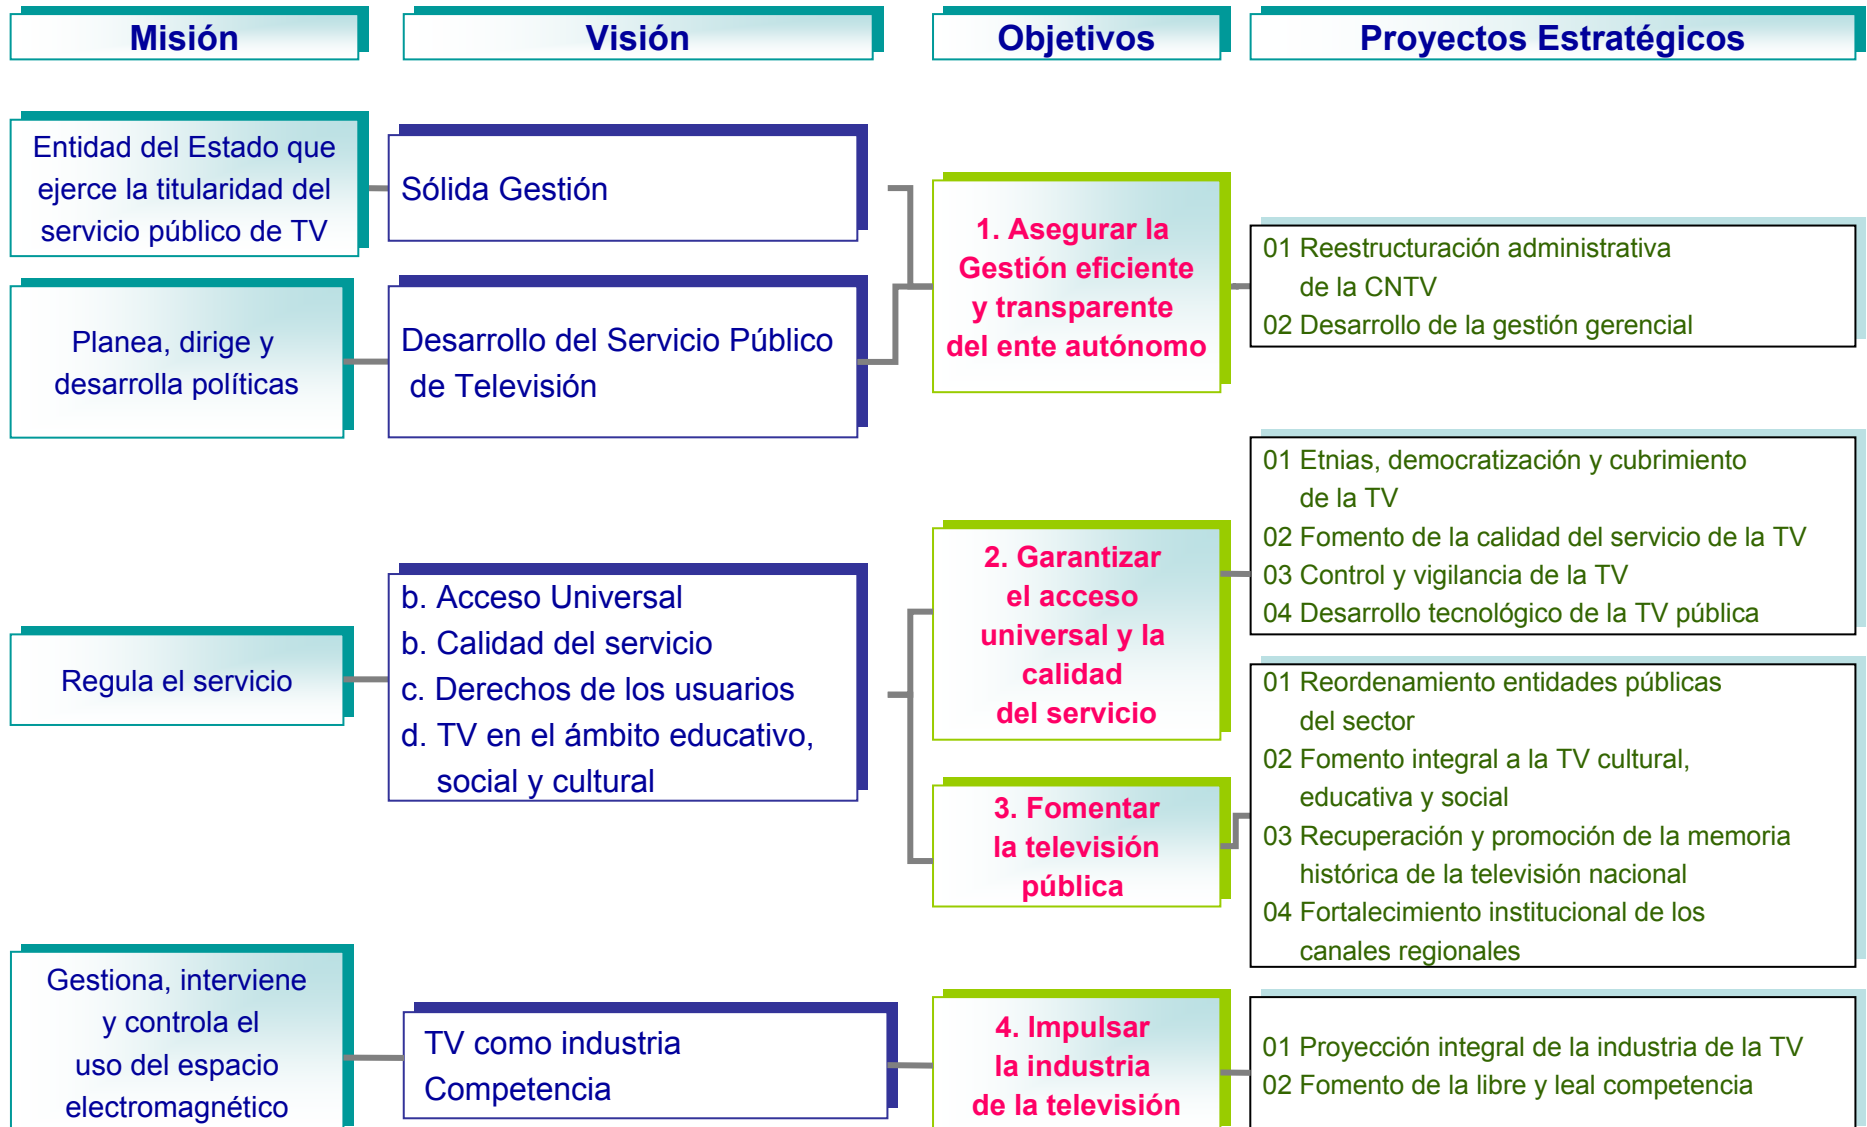 Misión
Visión
Objetivos
Proyectos Estratégicos
Entidad del Estado que
ejerce la titularidad del
servicio público de TV
Sólida Gestión
1. Asegurar la
Gestión eficiente
y transparente
del ente autónomo
01 Reestructuración administrativa
de la CNTV
02 Desarrollo de la gestión gerencial
Planea, dirige y
desarrolla políticas
Desarrollo del Servicio Público
de Televisión
Regula el servicio
b. Acceso Universal
b. Calidad del servicio
c. Derechos de los usuarios
d. TV en el ámbito educativo,
social y cultural
2. Garantizar
el acceso
universal y la
calidad
del servicio
01 Etnias, democratización y cubrimiento
de la TV
02 Fomento de la calidad del servicio de la TV
03 Control y vigilancia de la TV
04 Desarrollo tecnológico de la TV pública
3. Fomentar
la televisión
pública
01 Reordenamiento entidades públicas
del sector
02 Fomento integral a la TV cultural,
educativa y social
03 Recuperación y promoción de la memoria
histórica de la televisión nacional
04 Fortalecimiento institucional de los
canales regionales
Gestiona, interviene
y controla el
uso del espacio
electromagnético
TV como industria
Competencia
4. Impulsar
la industria
de la televisión
01 Proyección integral de la industria de la TV
02 Fomento de la libre y leal competencia